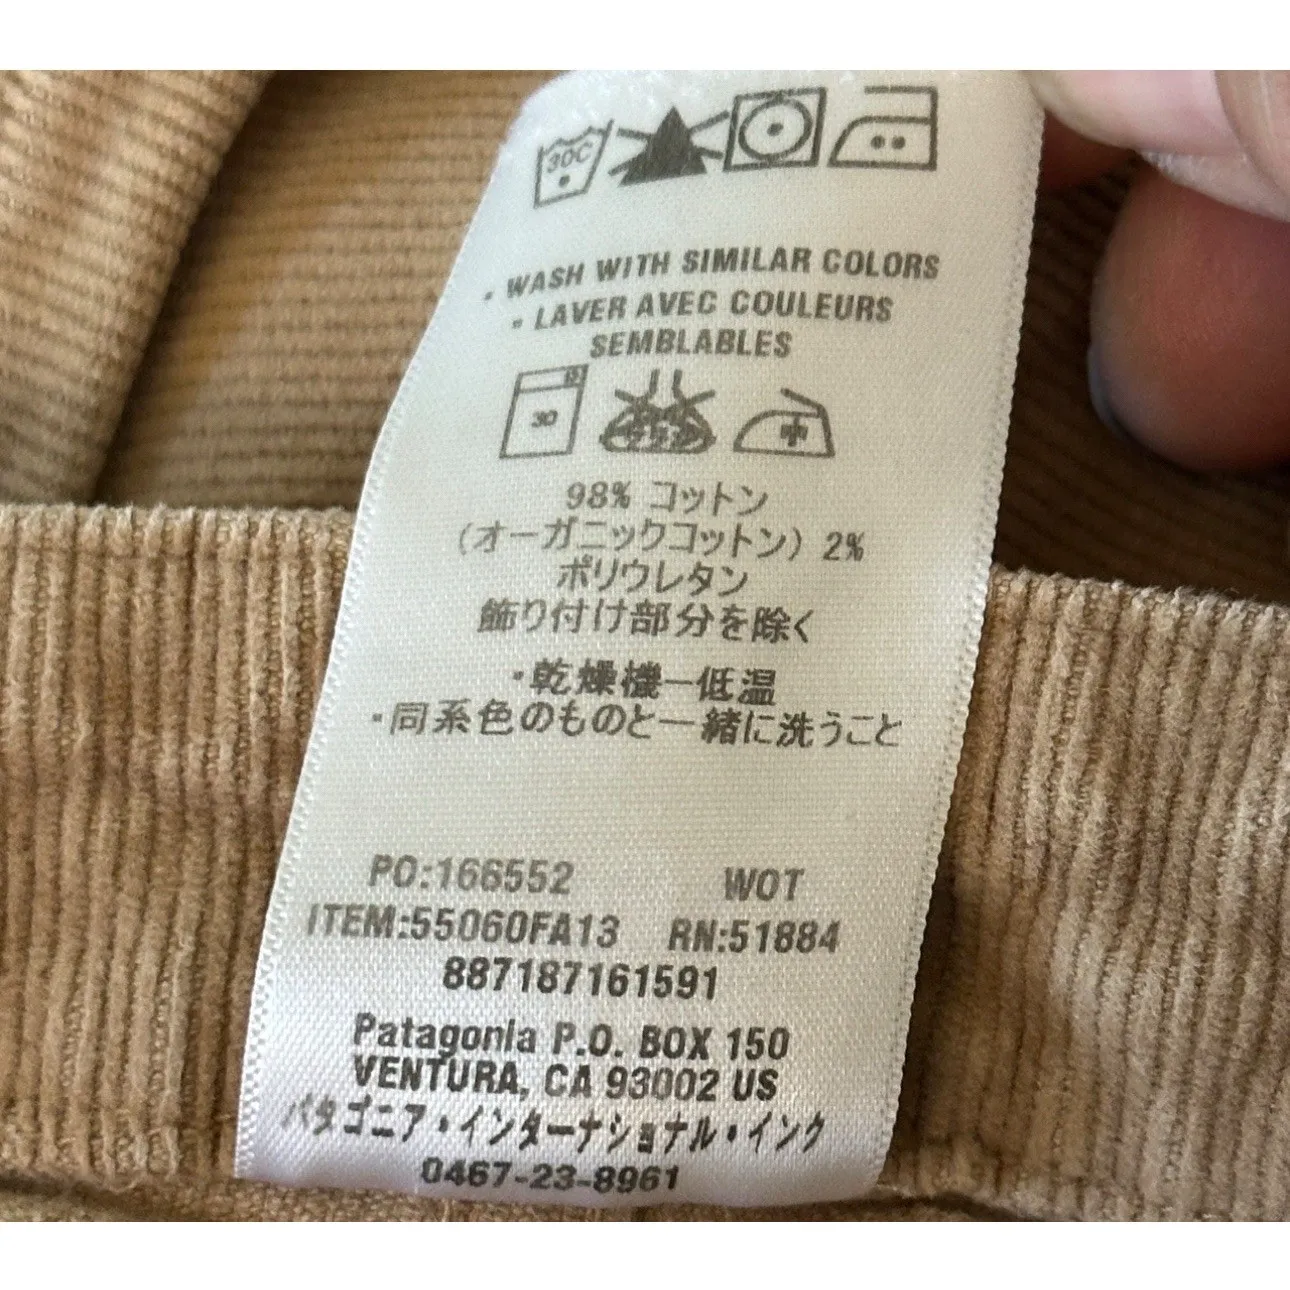 30C
• WASH WITH SIMILAR COLORS
• LAVER AVEC COULEURS
SEMBLABLES
30
98% コットン
(オーガニックコットン) 2%
ポリウレタン
飾り付け部分を除く
・乾燥機ー低温
・同系色のものと一緒に洗うこと
PO:166552 WOT
ITEM:55060FA13 RN:51884
887187161591
Patagonia P.O. BOX 150
VENTURA, CA 93002 US
パタゴニア・インターナショナル・インク
0467-23-8961